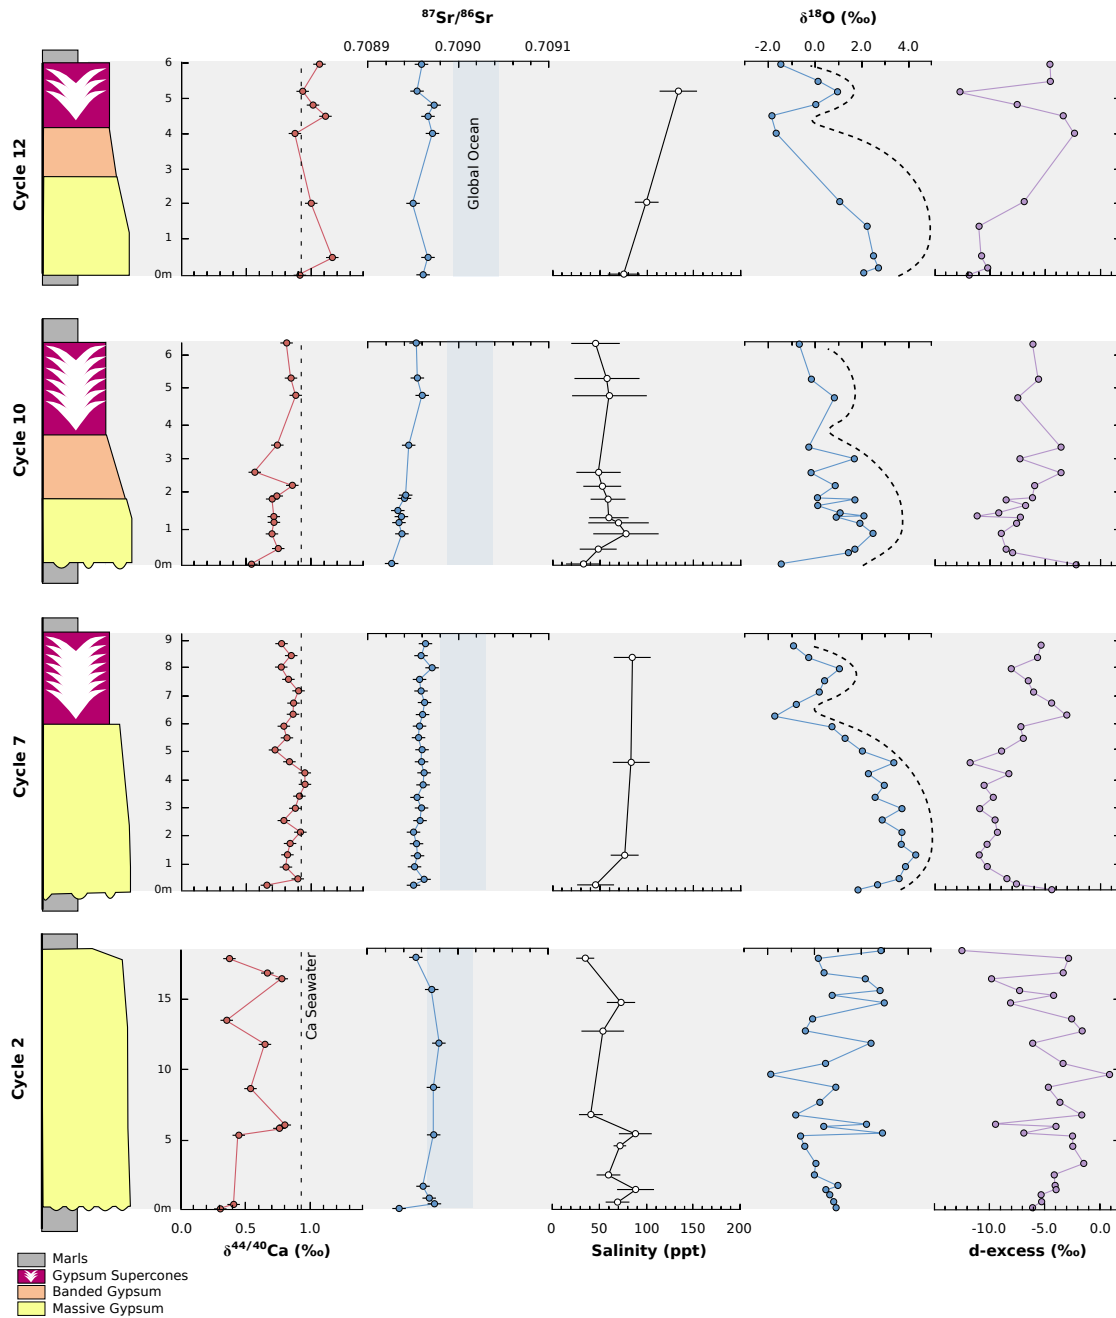 ⁸⁷Sr/⁸⁶Sr
δ¹⁸O (‰)
0.7089 0.7090 0.7091
-2.0 0.0 2.0 4.0
Cycle 12
6
5
4
3
2
1
0m
Global Ocean
Cycle 10
6
5
4
3
2
1
0m
Cycle 7
9
8
7
6
5
4
3
2
1
0m
Cycle 2
15
10
5
0m
Ca Seawater
0.0 0.5 1.0
0 50 100 150 200
-10.0 -5.0 0.0
δ⁴⁴/⁴⁰Ca (‰)
Salinity (ppt)
d-excess (‰)
Marls
Gypsum Supercones
Banded Gypsum
Massive Gypsum